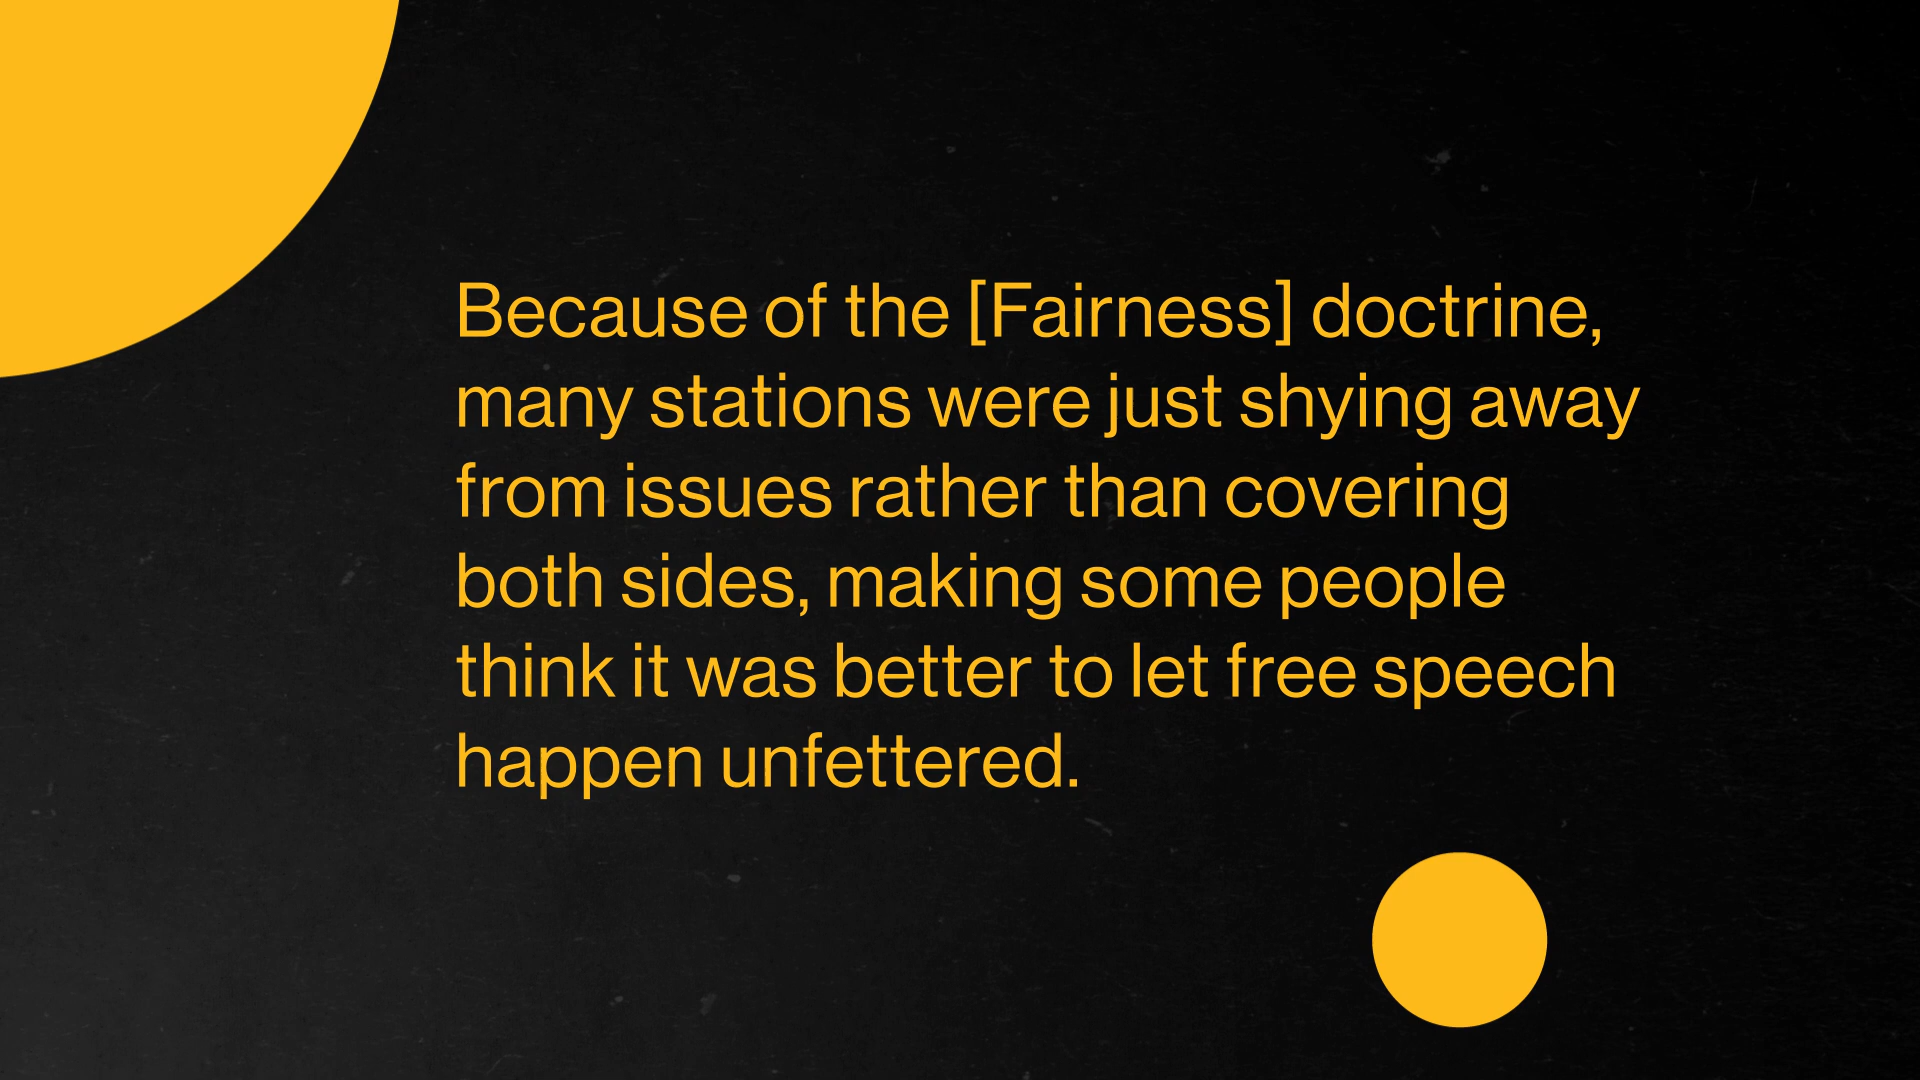 Because of the [Fairness] doctrine,
many stations were just shying away
from issues rather than covering
both sides, making some people
think it was better to let free speech
happen unfettered.